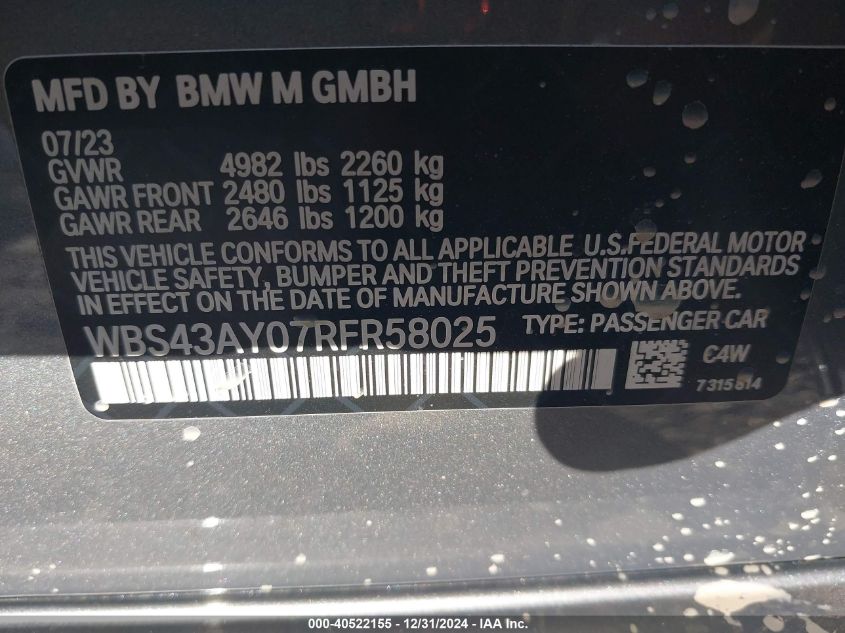 MFD BY BMW M GMBH
07/23
GVWR 4982 lbs 2260 kg
GAWR FRONT 2480 lbs 1125 kg
GAWR REAR 2646 lbs 1200 kg
THIS VEHICLE CONFORMS TO ALL APPLICABLE U.S.FEDERAL MOTOR
VEHICLE SAFETY, BUMPER AND THEFT PREVENTION STANDARDS
IN EFFECT ON THE DATE OF MANUFACTURE SHOWN ABOVE.
WBS43AY07RFR58025 TYPE: PASSENGER CAR
C4W
7315614
000-40522155 - 12/31/2024 - © COPYRIGHT IAA, Inc.